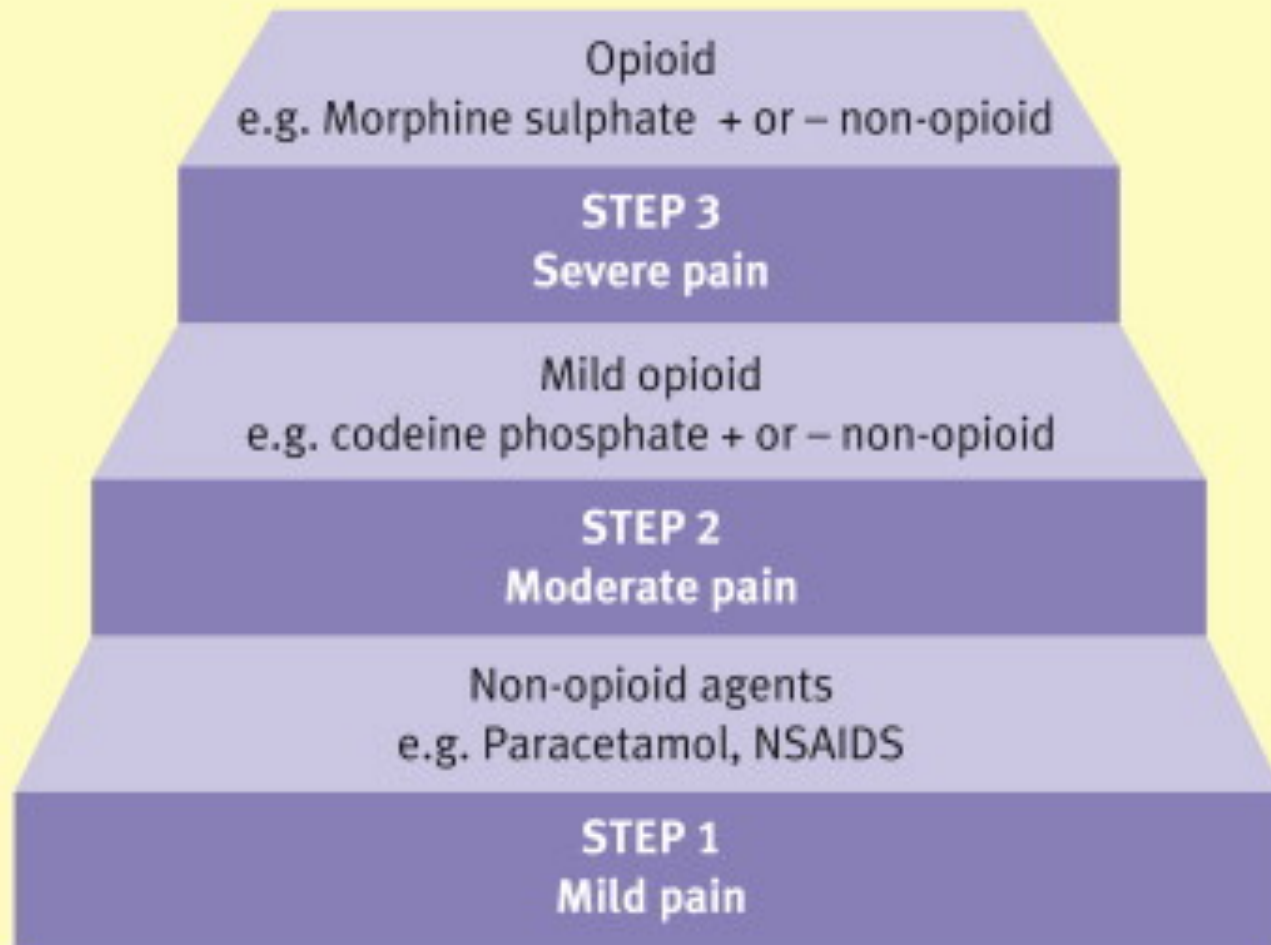 Opioid
e.g. Morphine sulphate + or – non-opioid
STEP 3
Severe pain
Mild opioid
e.g. codeine phosphate + or – non-opioid
STEP 2
Moderate pain
Non-opioid agents
e.g. Paracetamol, NSAIDS
STEP 1
Mild pain